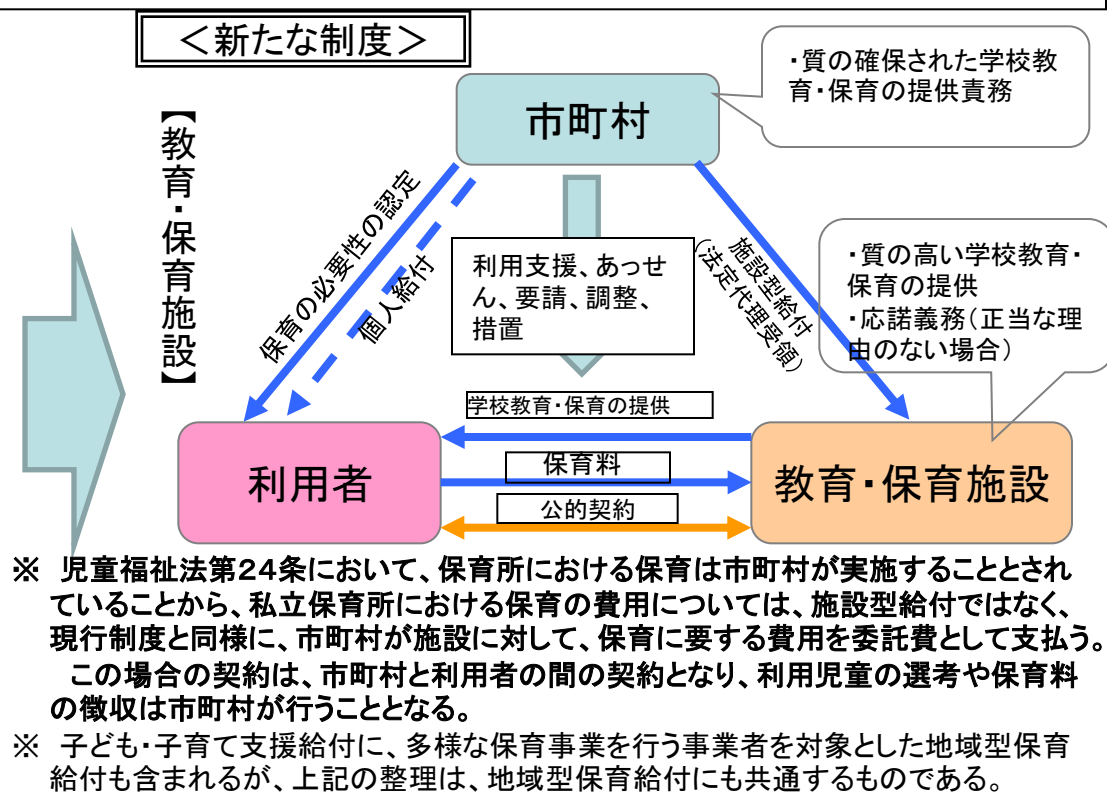 ＜新たな制度＞
・質の確保された学校教
育・保育の提供責務
市町村
【教育・保育施設】
保育の必要性の認定
個人給付
利用支援、あっせ
ん、要請、調整、
措置
施設型給付
（法定代理受領）
・質の高い学校教育・
保育の提供
・応諾義務（正当な理
由のない場合）
学校教育・保育の提供
利用者
保育料
教育・保育施設
公的契約
※　児童福祉法第２４条において、保育所における保育は市町村が実施することとされ
ていることから、私立保育所における保育の費用については、施設型給付ではなく、
現行制度と同様に、市町村が施設に対して、保育に要する費用を委託費として支払う。
この場合の契約は、市町村と利用者の間の契約となり、利用児童の選考や保育料
の徴収は市町村が行うこととなる。
※　子ども・子育て支援給付に、多様な保育事業を行う事業者を対象とした地域型保育
給付も含まれるが、上記の整理は、地域型保育給付にも共通するものである。